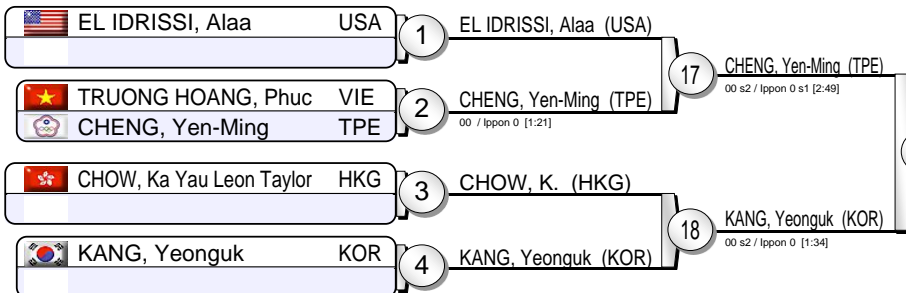 EL IDRISSI, Alaa USA
1
EL IDRISSI, Alaa (USA)
17
CHENG, Yen-Ming (TPE)
00 s2 / Ippon 0 s1 [2:49]
TRUONG HOANG, Phuc VIE
CHENG, Yen-Ming TPE
2
CHENG, Yen-Ming (TPE)
00 / Ippon 0 [1:21]
CHOW, Ka Yau Leon Taylor HKG
3
CHOW, K. (HKG)
18
KANG, Yeonguk (KOR)
00 s2 / Ippon 0 [1:34]
KANG, Yeonguk KOR
4
KANG, Yeonguk (KOR)